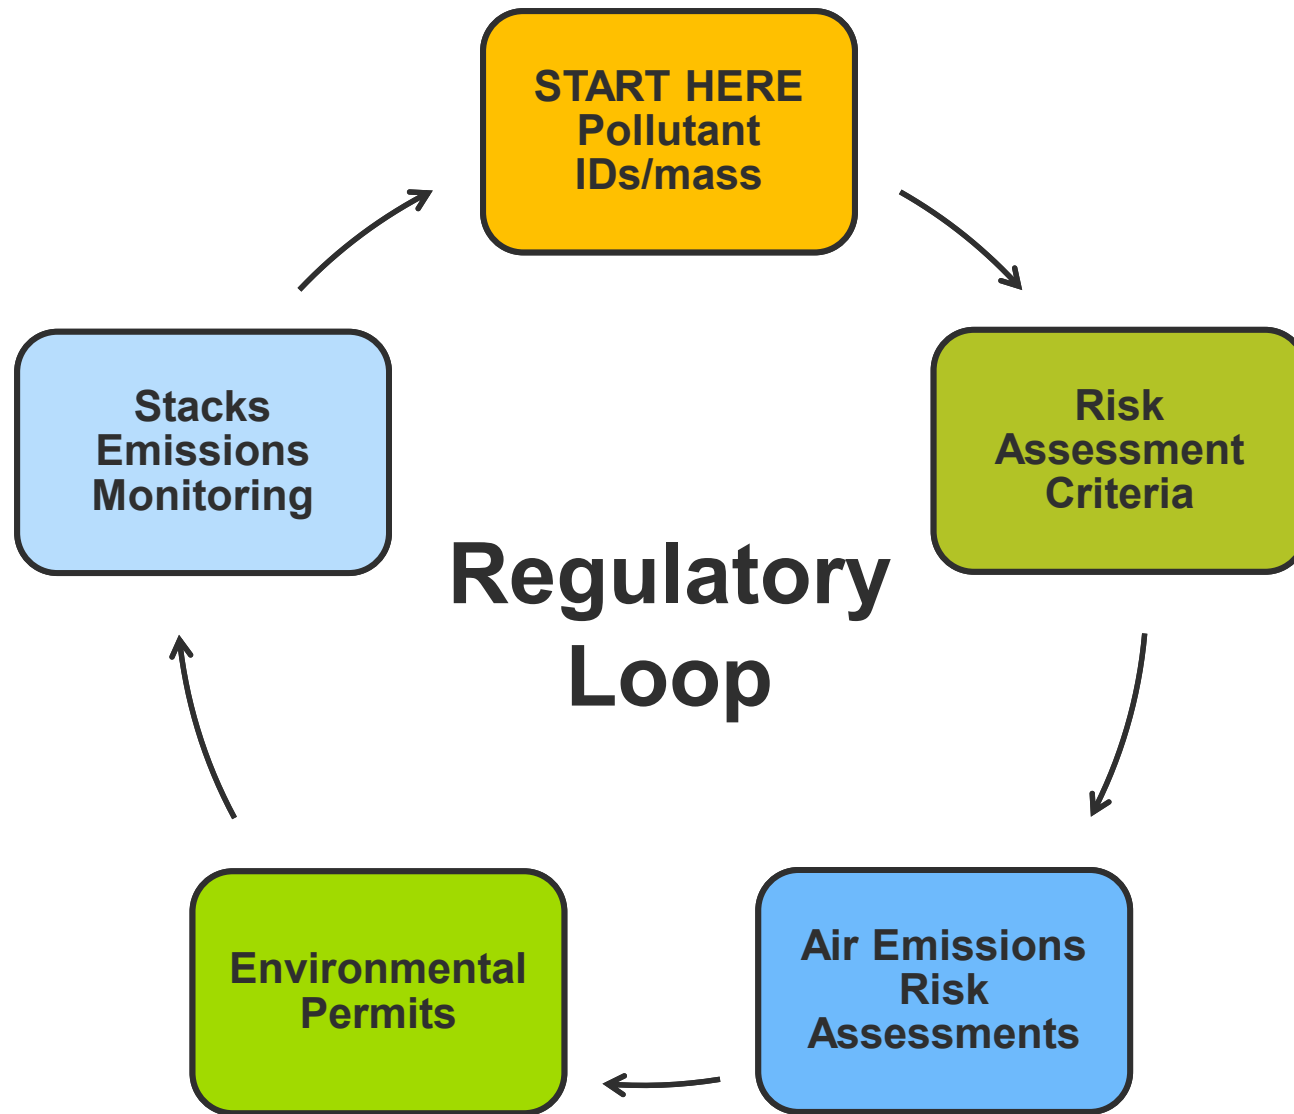 START HERE
Pollutant
IDs/mass
Risk
Assessment
Criteria
Air Emissions
Risk
Assessments
Environmental
Permits
Stacks
Emissions
Monitoring
Regulatory
Loop